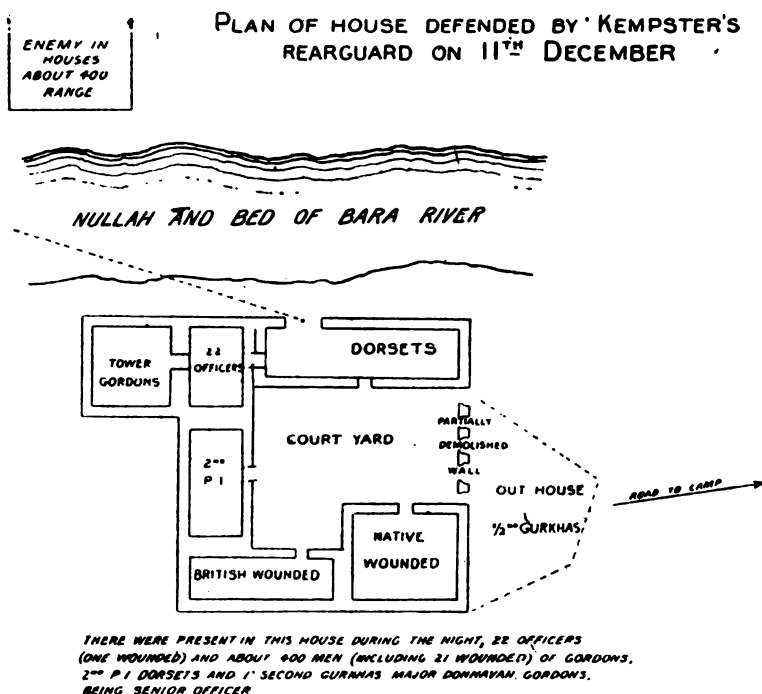 PLAN OF HOUSE DEFENDED BY KEMPSTER'S
REARGUARD ON 11TH DECEMBER
ENEMY IN
HOUSES
ABOUT 400
RANGE
NULLAH AND BED OF BARA RIVER
TOWER
GORDONS
22
OFFICERS
DORSETS
2ND
P I
COURT YARD
PARTIALLY
DEMOLISHED
WALL
OUT HOUSE
1/2ND GURKHAS
ROAD TO CAMP
NATIVE
WOUNDED
BRITISH WOUNDED
THERE WERE PRESENT IN THIS HOUSE DURING THE NIGHT, 22 OFFICERS
(ONE WOUNDED) AND ABOUT 400 MEN (INCLUDING 21 WOUNDED) OF GORDONS,
2ND P I DORSETS AND 1' SECOND GURKHAS MAJOR DONNAVAN, GORDONS,
BEING SENIOR OFFICER